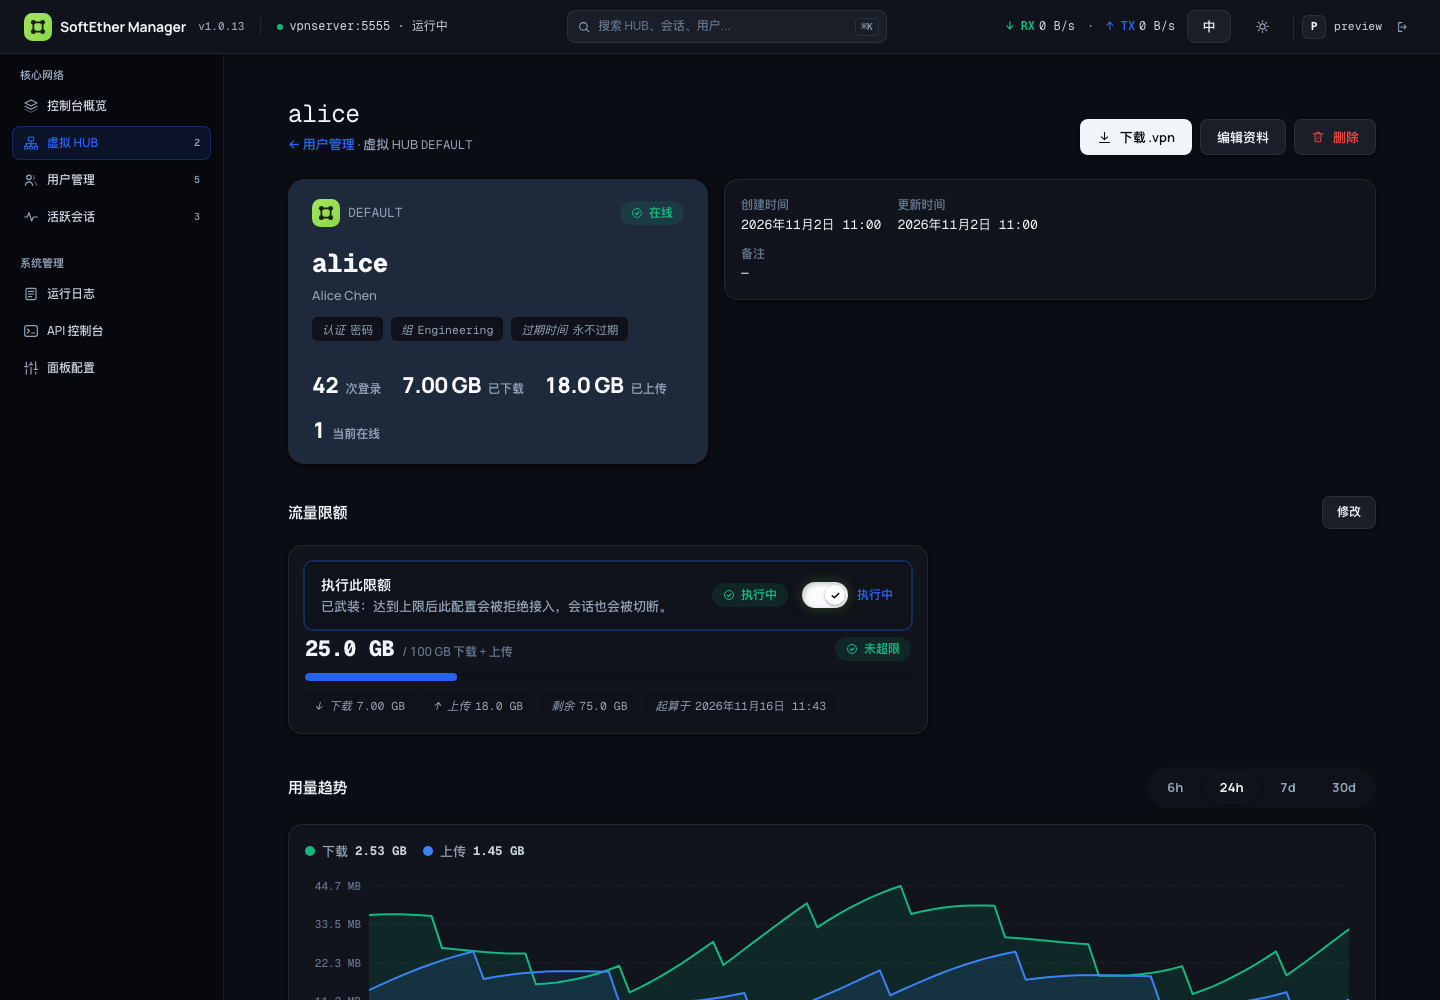 SoftEther Manager v1.0.13
vpnserver:5555 · 运行中
搜索 HUB、会话、用户... ⌘K
↓ RX 0 B/s · ↑ TX 0 B/s
中
P preview
核心网络
控制台概览
虚拟 HUB 2
用户管理 5
活跃会话 3
系统管理
运行日志
API 控制台
面板配置
alice
← 用户管理 · 虚拟 HUB DEFAULT
下载 .vpn
编辑资料
删除
DEFAULT
在线
alice
Alice Chen
认证 密码
组 Engineering
过期时间 永不过期
42 次登录 7.00 GB 已下载 18.0 GB 已上传
1 当前在线
创建时间
2026年11月2日 11:00
更新时间
2026年11月2日 11:00
备注
—
流量限额
修改
执行此限额
已武装：达到上限后此配置会被拒绝接入，会话也会被切断。
执行中
执行中
25.0 GB / 100 GB 下载 + 上传
未超限
↓ 下载 7.00 GB
↑ 上传 18.0 GB
剩余 75.0 GB
起算于 2026年11月16日 11:43
用量趋势
6h 24h 7d 30d
下载 2.53 GB 上传 1.45 GB
44.7 MB
33.5 MB
22.3 MB